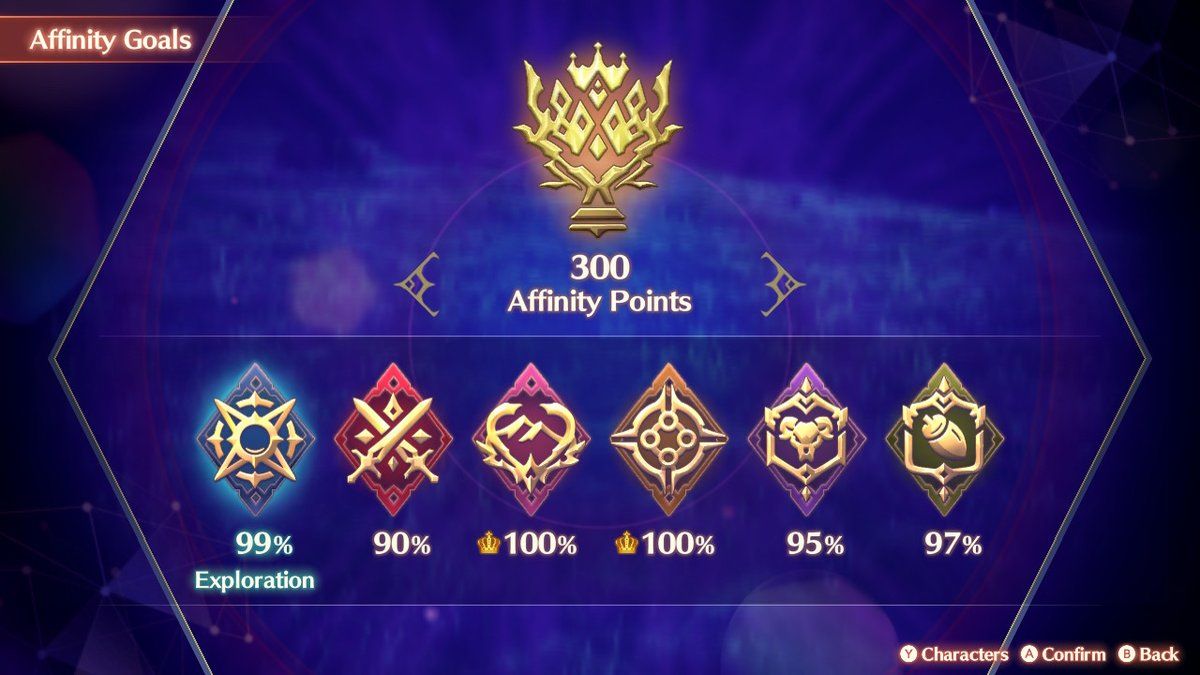 Affinity Goals
300
Affinity Points
99% 90% 100% 100% 95% 97%
Exploration
Y Characters A Confirm B Back